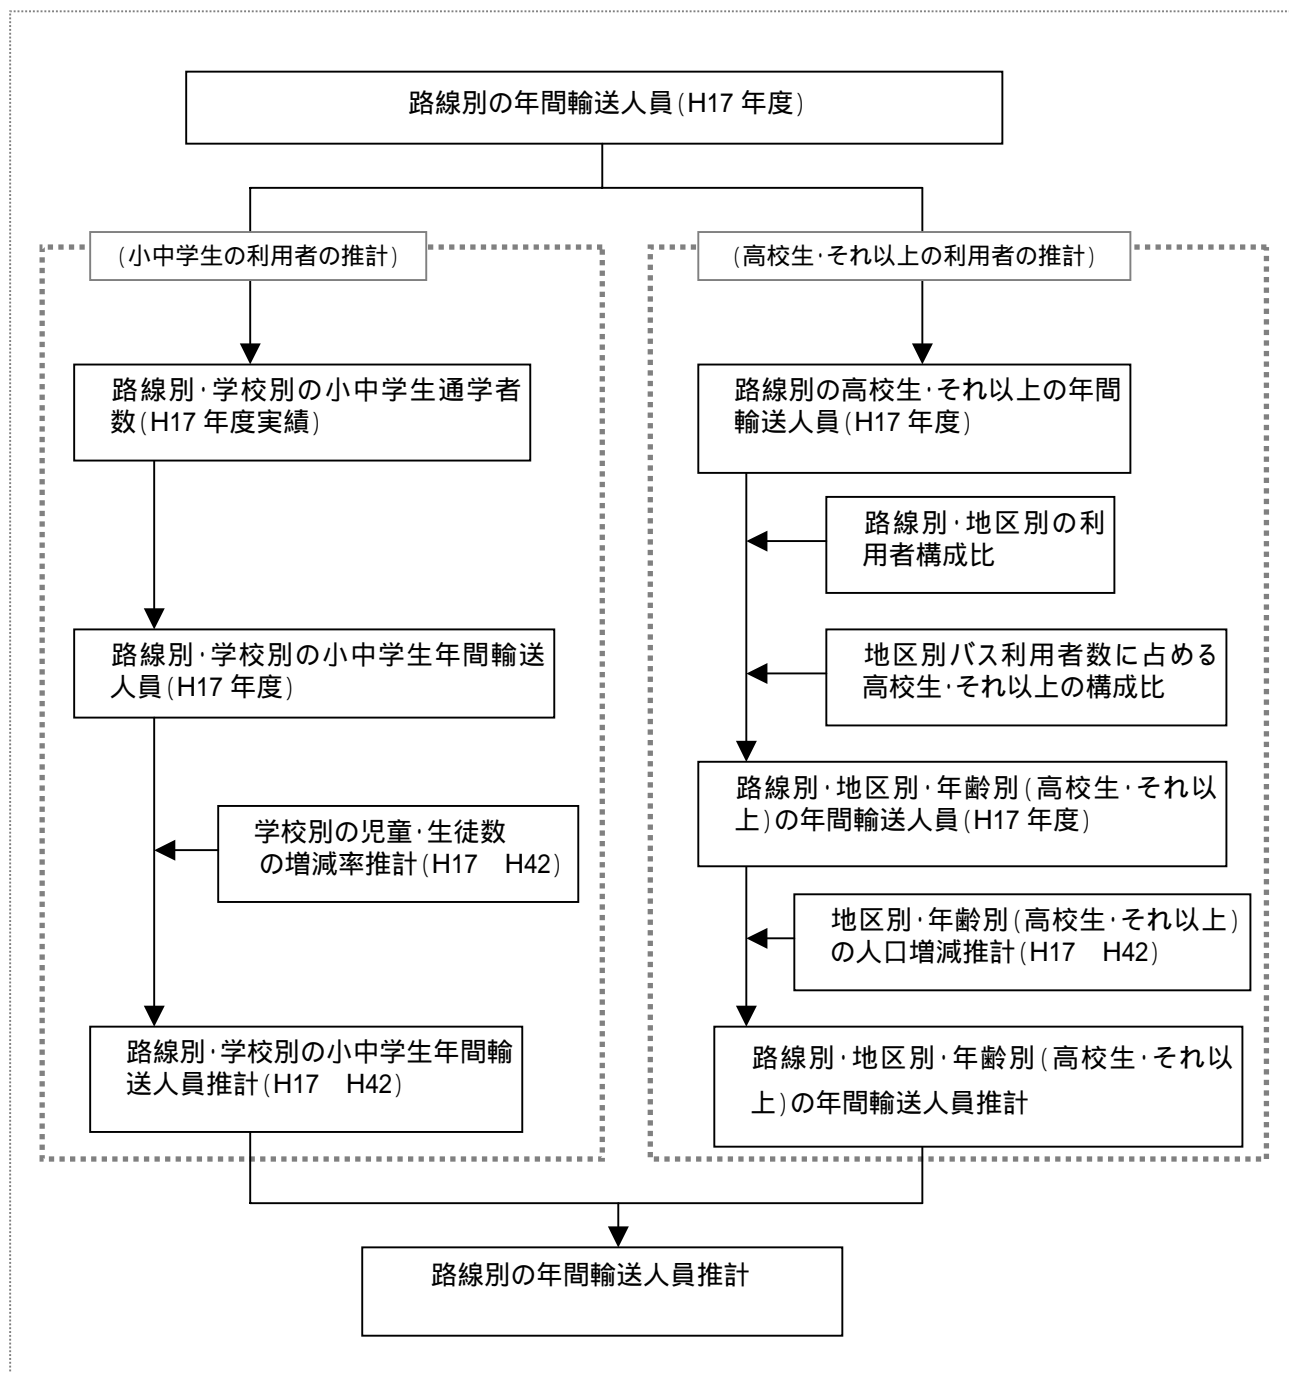 路線別の年間輸送人員(H17 年度)
(小中学生の利用者の推計)
路線別・学校別の小中学生通学者
数(H17 年度実績)
路線別・学校別の小中学生年間輸送
人員(H17 年度)
学校別の児童・生徒数
の増減率推計(H17　H42)
路線別・学校別の小中学生年間輸
送人員推計(H17　H42)
(高校生・それ以上の利用者の推計)
路線別の高校生・それ以上の年間
輸送人員(H17 年度)
路線別・地区別の利
用者構成比
地区別バス利用者数に占める
高校生・それ以上の構成比
路線別・地区別・年齢別(高校生・それ以
上)の年間輸送人員(H17 年度)
地区別・年齢別(高校生・それ以上)
の人口増減推計(H17　H42)
路線別・地区別・年齢別(高校生・それ以
上)の年間輸送人員推計
路線別の年間輸送人員推計